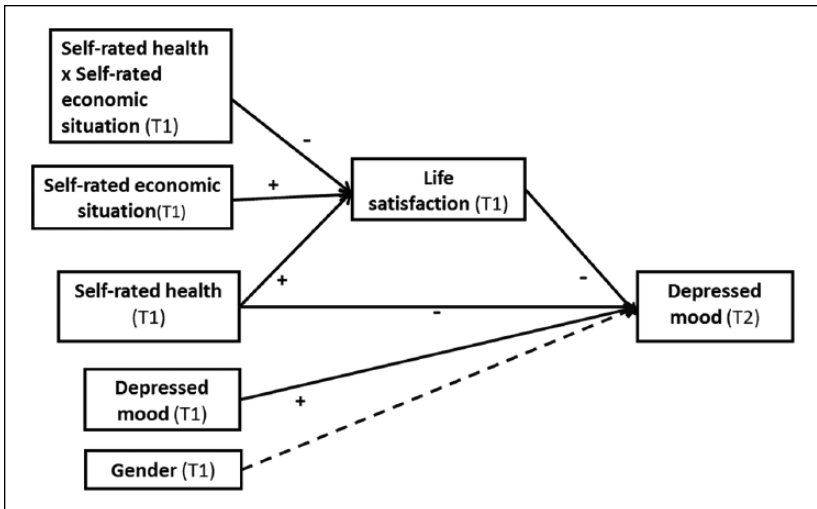 Self-rated health
x Self-rated
economic
situation (T1)
-
Self-rated economic
situation(T1)
+
Life
satisfaction (T1)
Self-rated health
(T1)
+
-
-
Depressed
mood (T2)
Depressed
mood (T1)
+
Gender (T1)